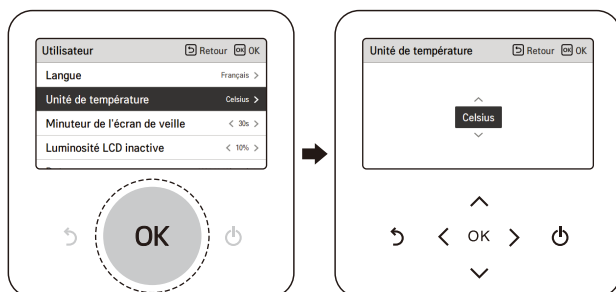 Utilisateur Retour OK OK
Langue Français >
Unité de température Celsius >
Minuteur de l'écran de veille < 30s >
Luminosité LCD inactive < 10% >
OK
Unité de température Retour OK OK
Celsius
OK